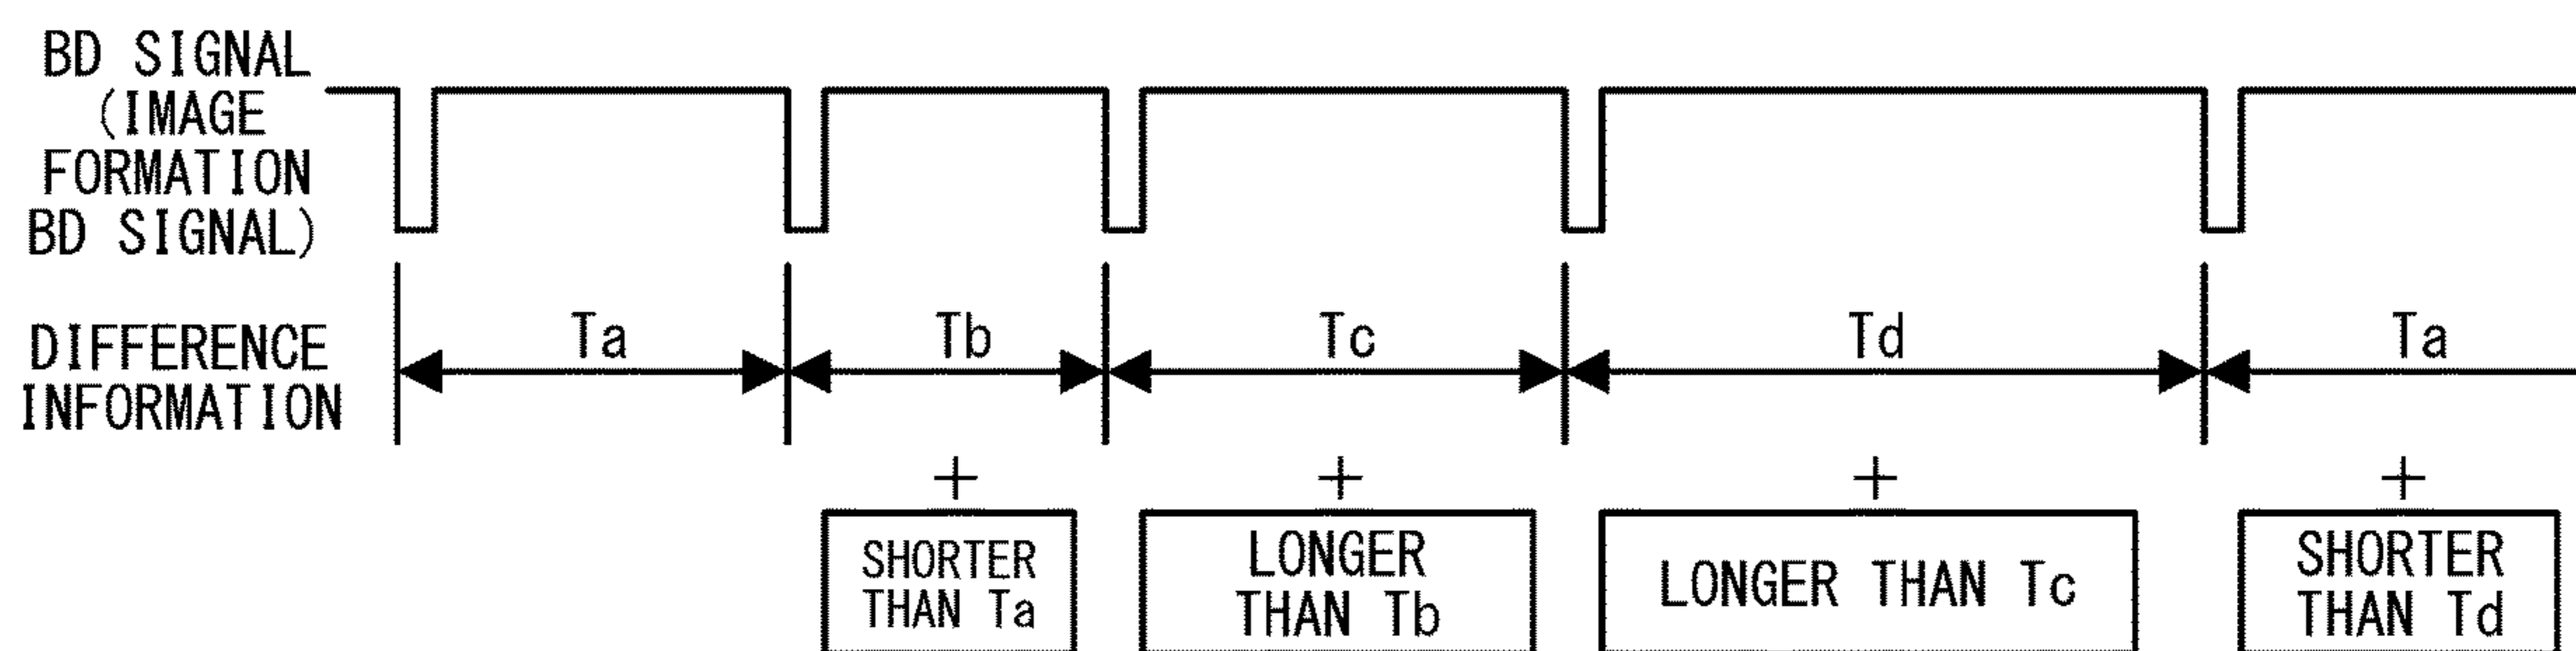 BD SIGNAL
(IMAGE
FORMATION
BD SIGNAL)
DIFFERENCE
INFORMATION
Ta
Tb
Tc
Td
Ta
+
+
+
+
SHORTER
THAN Ta
LONGER
THAN Tb
LONGER THAN Tc
SHORTER
THAN Td